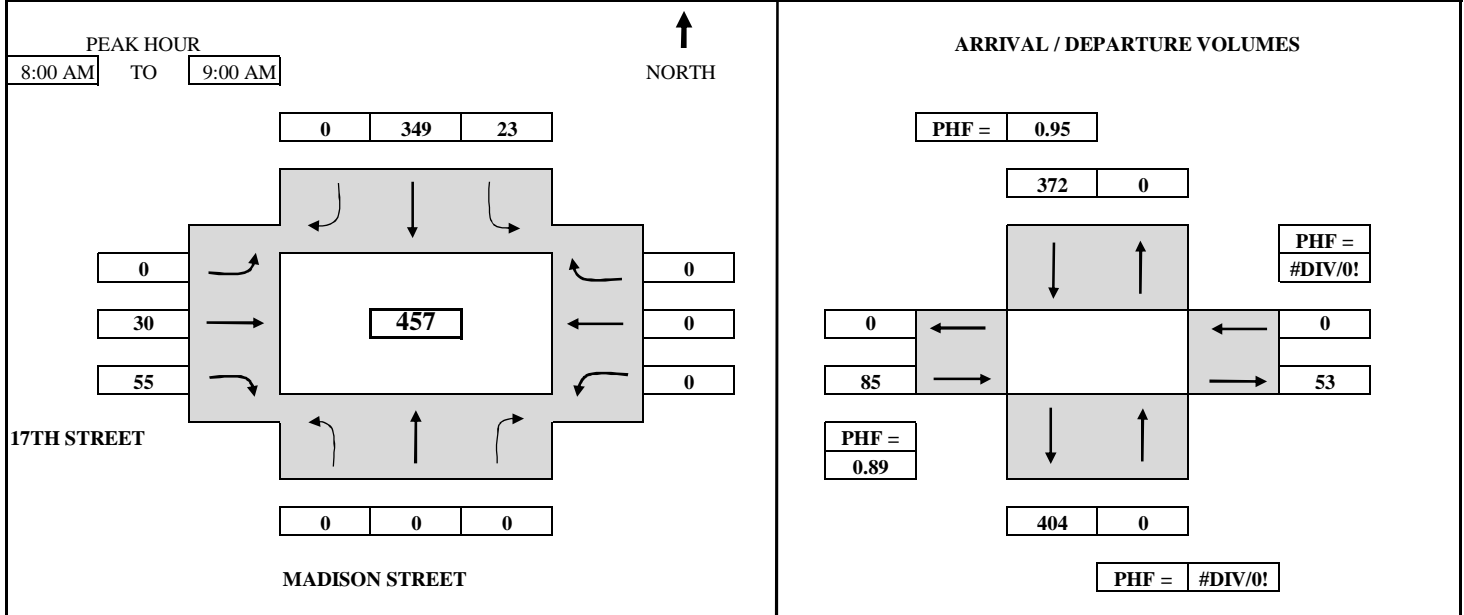 PEAK HOUR
8:00 AM TO 9:00 AM
NORTH
0 349 23
0 0
30 457 0
55 0
17TH STREET
0 0 0
MADISON STREET
ARRIVAL / DEPARTURE VOLUMES
PHF = 0.95
372 0
PHF =
#DIV/0!
0 0
85 53
PHF =
0.89
404 0
PHF = #DIV/0!